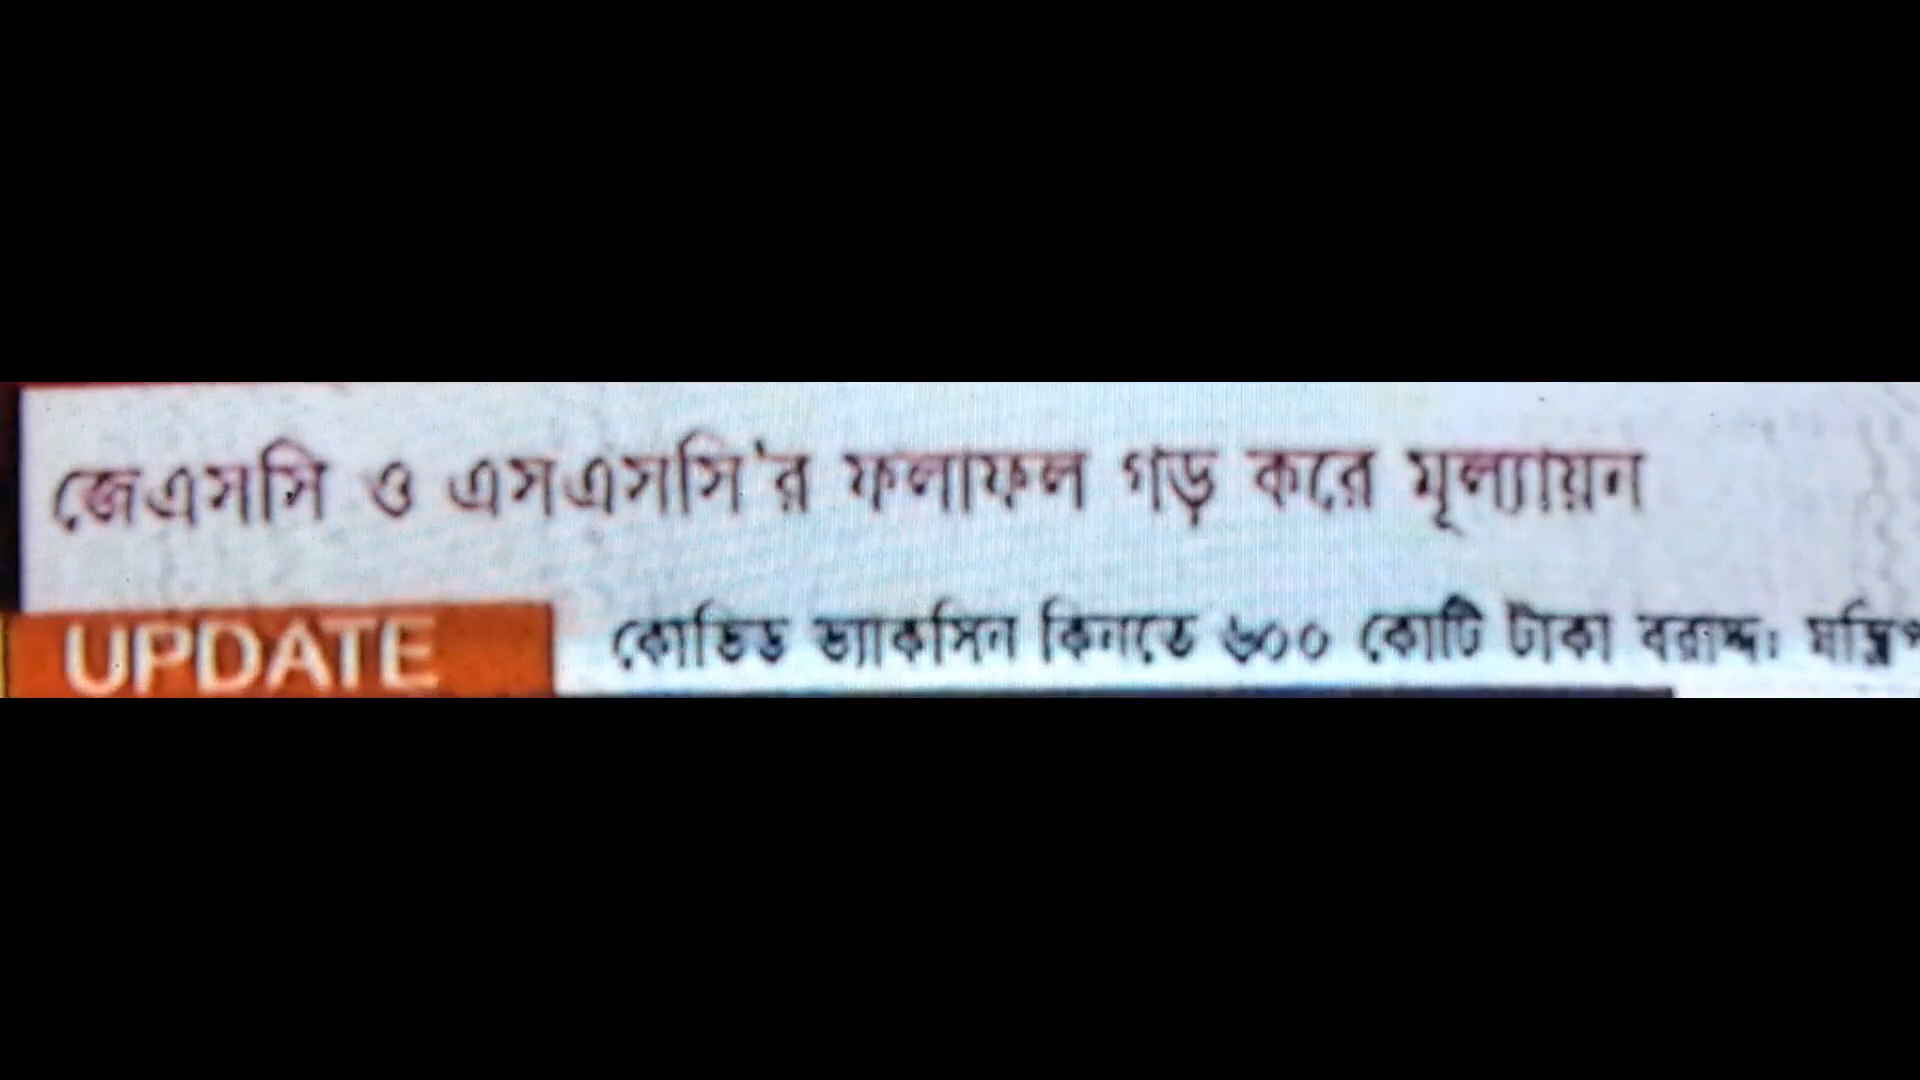 জেএসসি ও এসএসসি'র ফলাফল গড় করে মূল্যায়ন
UPDATE কোভিড ভ্যাকসিন কিনতে ৬০০ কোটি টাকা বরাদ্দঃ